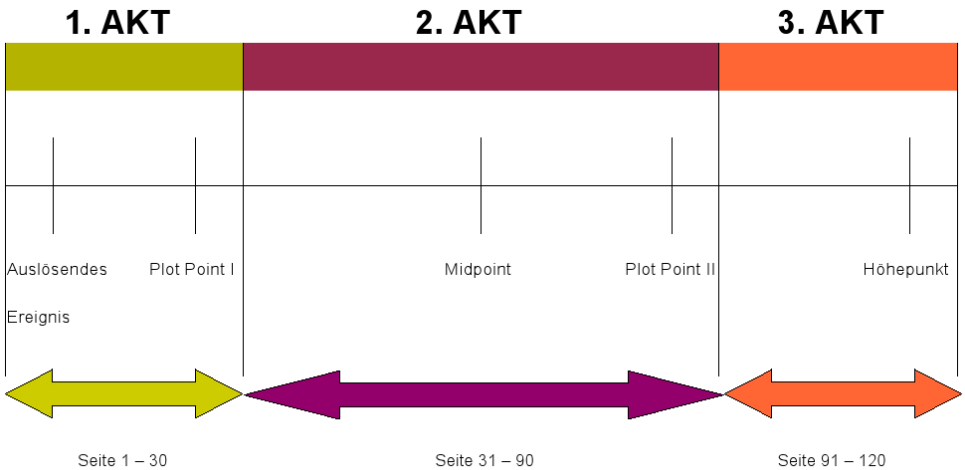 1. AKT
2. AKT
3. AKT
Auslösendes
Ereignis
Plot Point I
Midpoint
Plot Point II
Höhepunkt
Seite 1 – 30
Seite 31 – 90
Seite 91 – 120